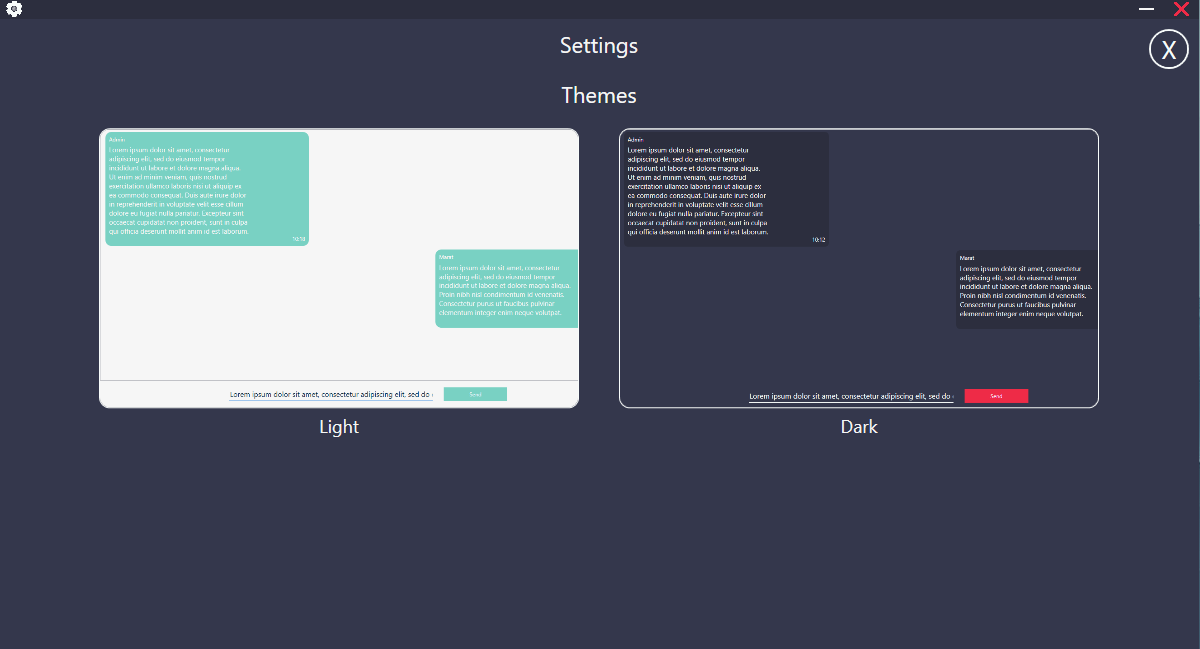 Settings
X
Themes
Admin
Lorem ipsum dolor sit amet, consectetur
adipiscing elit, sed do eiusmod tempor
incididunt ut labore et dolore magna aliqua.
Ut enim ad minim veniam, quis nostrud
exercitation ullamco laboris nisi ut aliquip ex
ea commodo consequat. Duis aute irure dolor
in reprehenderit in voluptate velit esse cillum
dolore eu fugiat nulla pariatur. Excepteur sint
occaecat cupidatat non proident, sunt in culpa
qui officia deserunt mollit anim id est laborum.
Lorem ipsum dolor sit amet, consectetur
adipiscing elit, sed do eiusmod tempor
incididunt ut labore et dolore magna aliqua.
Proin nibh nisl condimentum id venenatis.
Consectetur purus ut faucibus pulvinar
elementum integer enim neque volutpat.
Lorem ipsum dolor sit amet, consectetur adipiscing elit, sed do
Send
Light
Admin
Lorem ipsum dolor sit amet, consectetur
adipiscing elit, sed do eiusmod tempor
incididunt ut labore et dolore magna aliqua.
Ut enim ad minim veniam, quis nostrud
exercitation ullamco laboris nisi ut aliquip ex
ea commodo consequat. Duis aute irure dolor
in reprehenderit in voluptate velit esse cillum
dolore eu fugiat nulla pariatur. Excepteur sint
occaecat cupidatat non proident, sunt in culpa
qui officia deserunt mollit anim id est laborum.
10:12
Lorem ipsum dolor sit amet, consectetur
adipiscing elit, sed do eiusmod tempor
incididunt ut labore et dolore magna aliqua.
Proin nibh nisl condimentum id venenatis.
Consectetur purus ut faucibus pulvinar
elementum integer enim neque volutpat.
Lorem ipsum dolor sit amet, consectetur adipiscing elit, sed do
Send
Dark